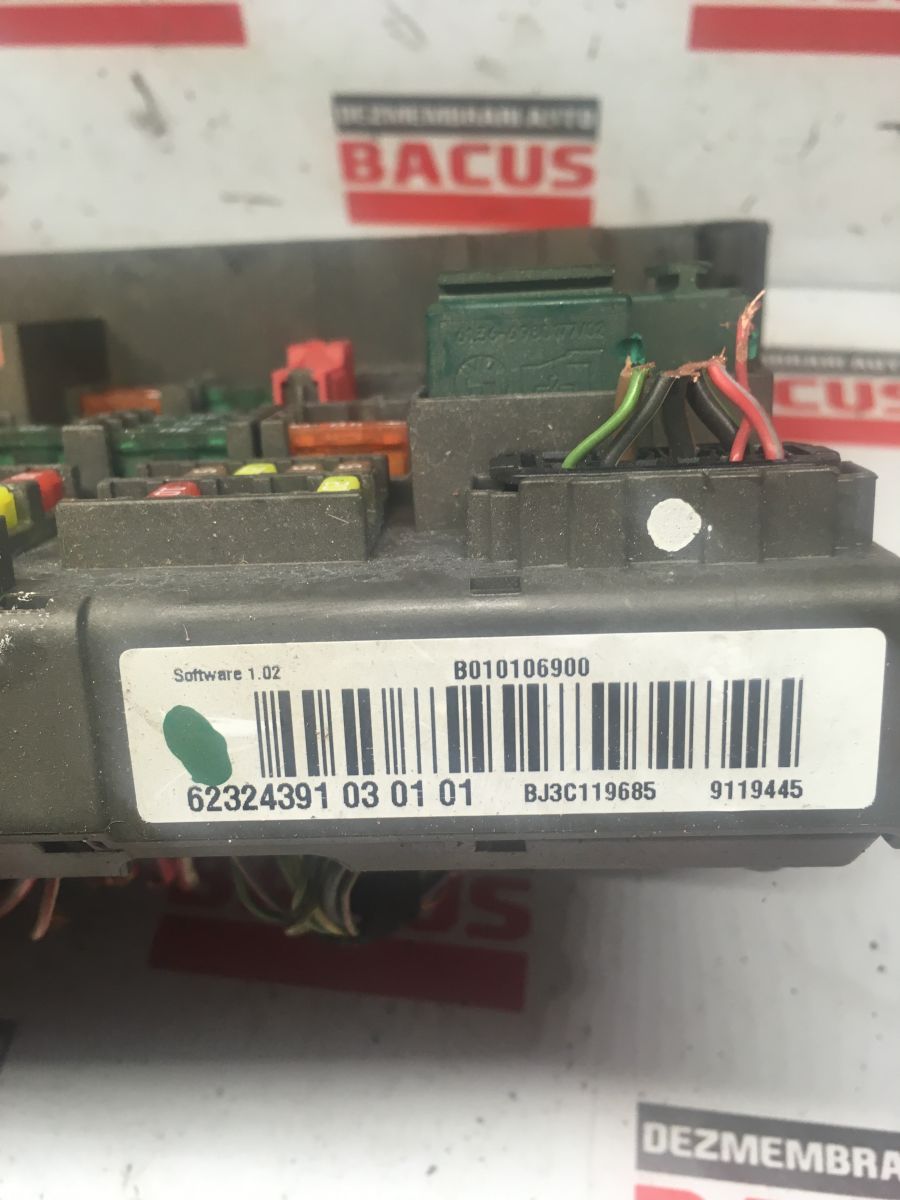 DEZMEMBRARI AUTO
BACUS
Software 1.02
B010106900
62324391 03 01 01
BJ3C119685
9119445
DEZMEMBRA